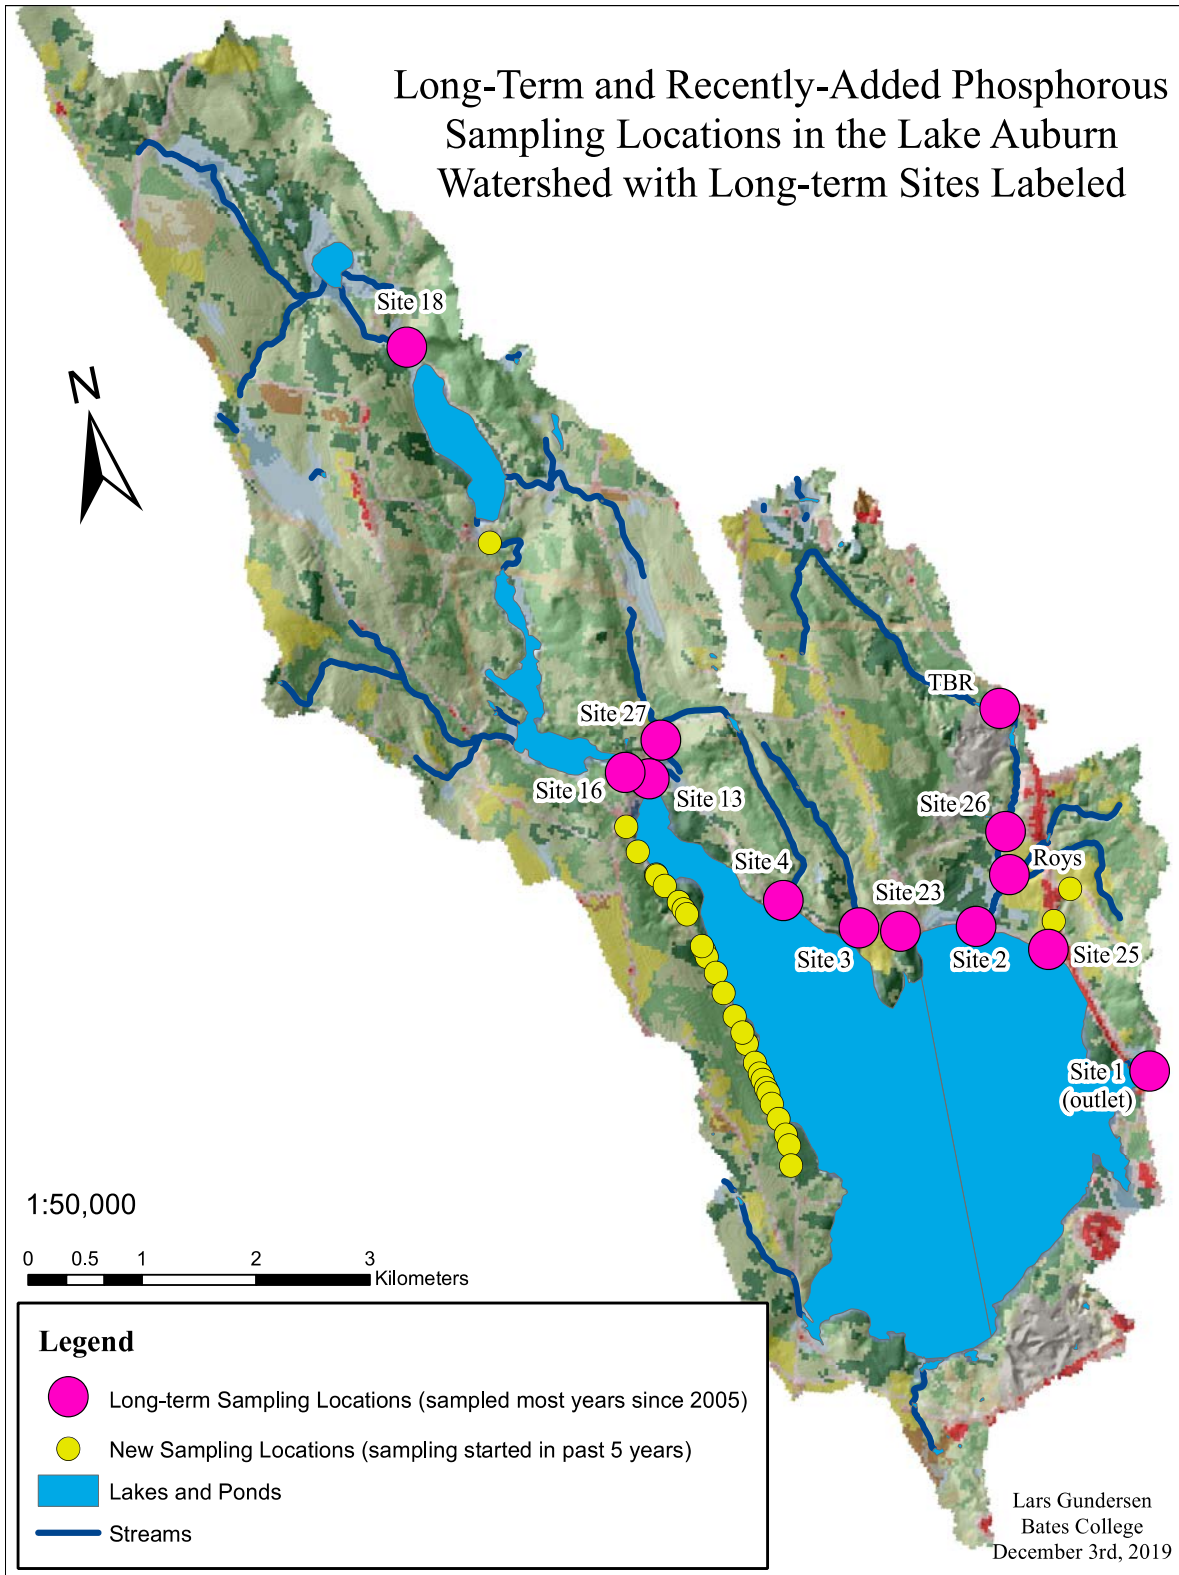 Long-Term and Recently-Added Phosphorous
Sampling Locations in the Lake Auburn
Watershed with Long-term Sites Labeled
Site 18
N
TBR
Site 27
Site 16
Site 13
Site 26
Site 4
Roys
Site 23
Site 3
Site 2
Site 25
Site 1
(outlet)
1:50,000
0 0.5 1 2 3
Kilometers
Legend
Long-term Sampling Locations (sampled most years since 2005)
New Sampling Locations (sampling started in past 5 years)
Lakes and Ponds
Streams
Lars Gundersen
Bates College
December 3rd, 2019